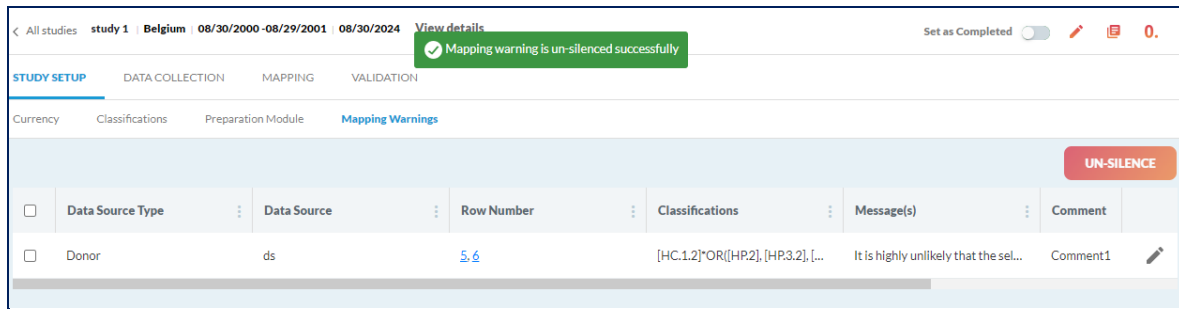 All studies study 1 Belgium 08/30/2000 -08/29/2001 08/30/2024 View details Set as Completed 0.
Mapping warning is un-silenced successfully
STUDY SETUP DATA COLLECTION MAPPING VALIDATION
Currency Classifications Preparation Module Mapping Warnings
UN-SILENCE
Data Source Type Data Source Row Number Classifications Message(s) Comment
Donor ds 5, 6 [HC.1.2]*OR([HP.2], [HP.3.2], [... It is highly unlikely that the sel... Comment1